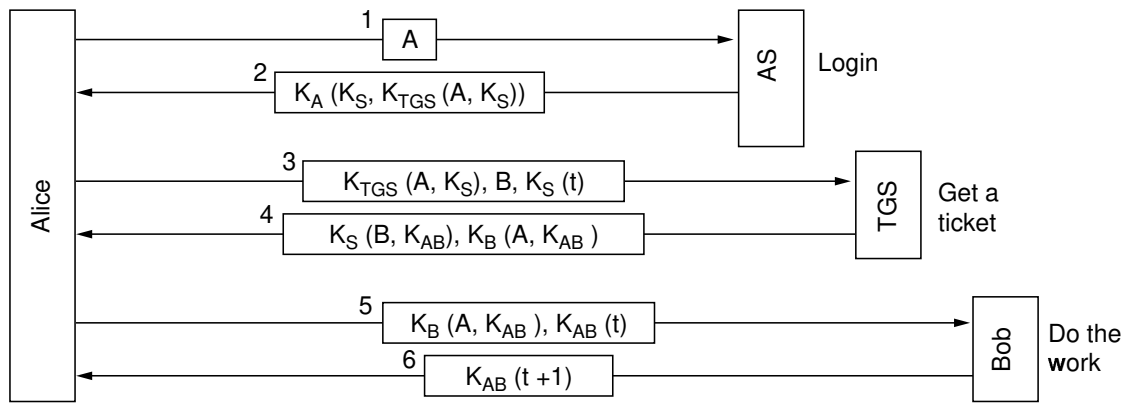 1
A
AS
Login
2
K_A (K_S, K_TGS (A, K_S))
Alice
3
K_TGS (A, K_S), B, K_S (t)
TGS
Get a
ticket
4
K_S (B, K_AB), K_B (A, K_AB )
5
K_B (A, K_AB ), K_AB (t)
Bob
Do the
work
6
K_AB (t +1)